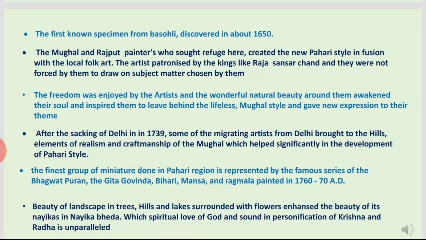 • The first known specimen from basohli, discovered in about 1650.
• The Mughal and Rajput painter's who sought refuge here, created the new Pahari style in fusion
with the local folk art. The artist patronised by the kings like Raja sansar chand and they were not
forced by them to draw on subject matter chosen by them
• The freedom was enjoyed by the Artists and the wonderful natural beauty around them awakened
their soul and inspired them to leave behind the lifeless, Mughal style and gave new expression to their
theme
• After the sacking of Delhi in in 1739, some of the migrating artists from Delhi brought to the Hills,
elements of realism and craftmanship of the Mughal which helped significantly in the development
of Pahari Style.
• the finest group of miniature done in Pahari region is represented by the famous series of the
Bhagwat Puran, the Gita Govinda, Bihari, Mansa, and ragmala painted in 1760 - 70 A.D.
• Beauty of landscape in trees, Hills and lakes surrounded with flowers enhansed the beauty of its
nayikas in Nayika bheda. Which spiritual love of God and sound in personification of Krishna and
Radha is unparalleled